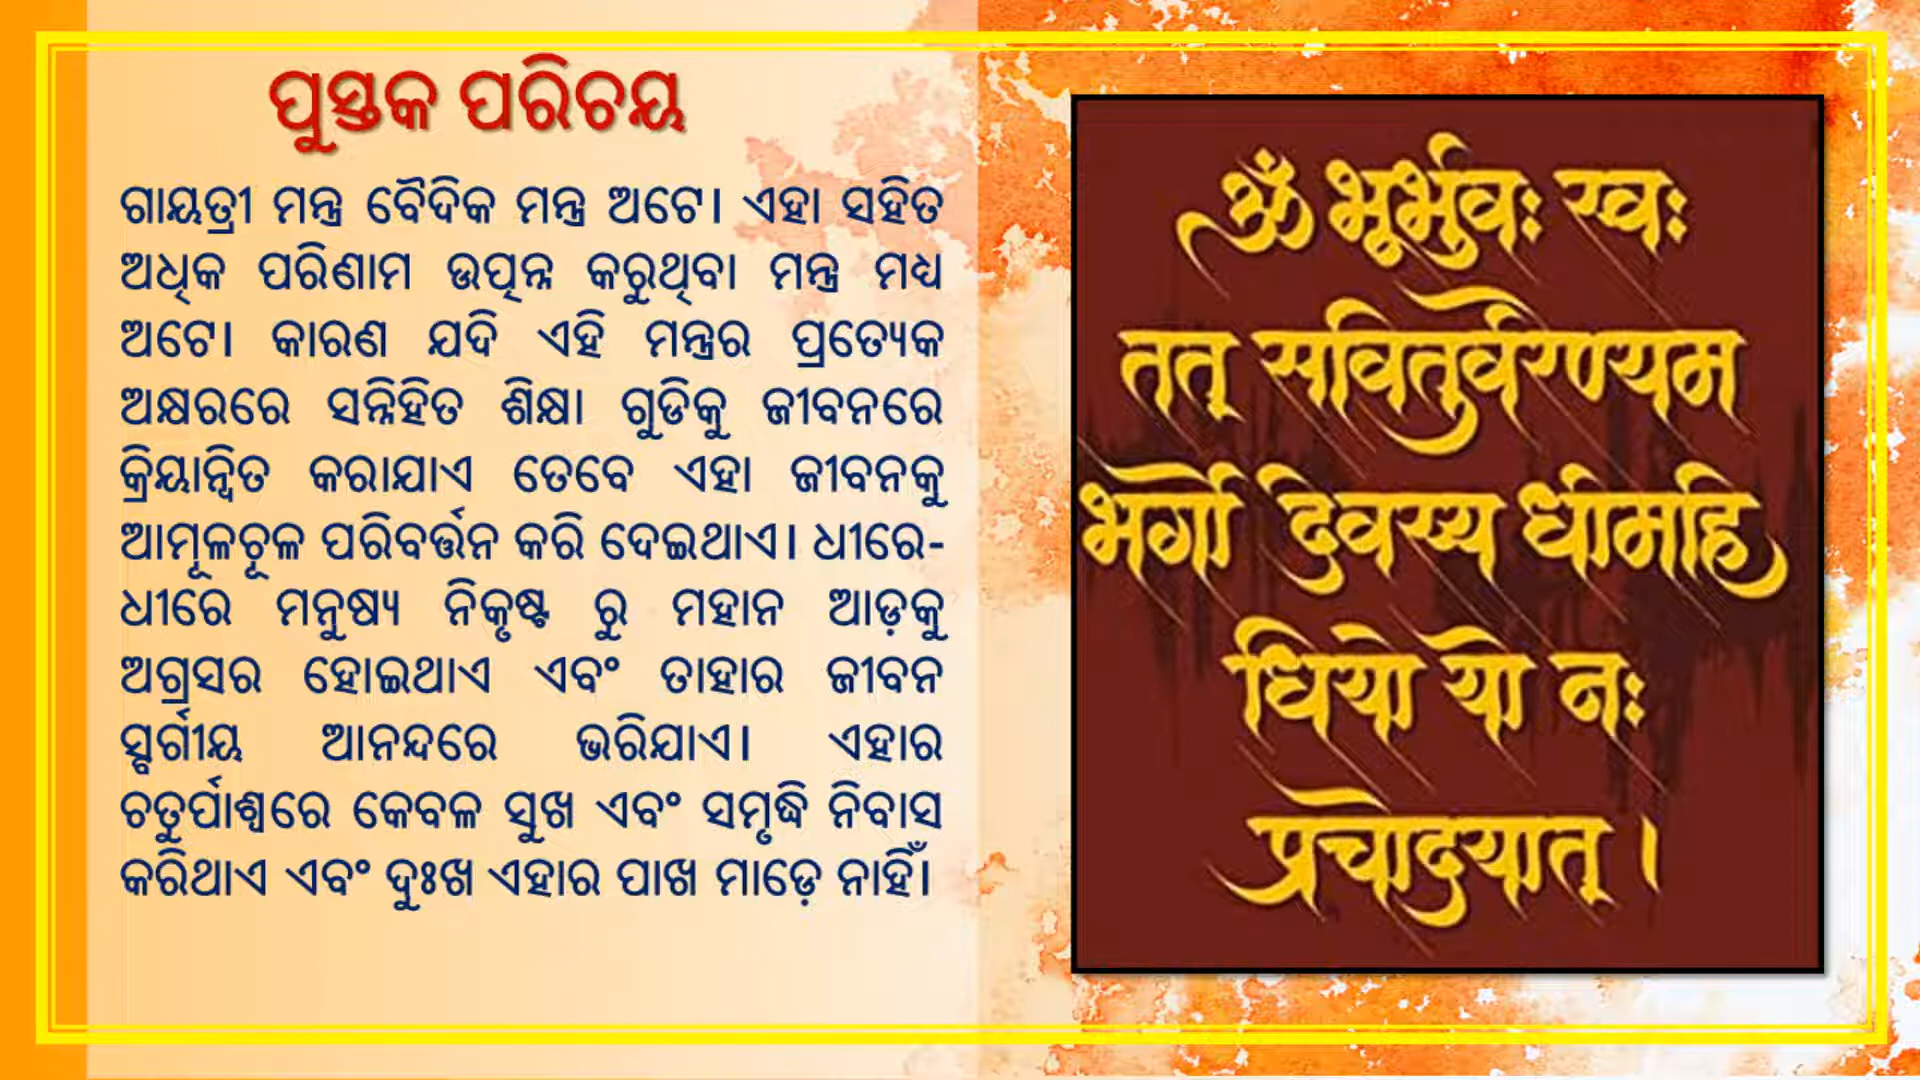 ପୁସ୍ତକ ପରିଚୟ
ଗାୟତ୍ରୀ ମନ୍ତ୍ର ବୈଦିକ ମନ୍ତ୍ର ଅଟେ। ଏହା ସହିତ
ଅଧିକ ପରିଣାମ ଉତ୍ପନ୍ନ କରୁଥିବା ମନ୍ତ୍ର ମଧ୍ୟ
ଅଟେ। କାରଣ ଯଦି ଏହି ମନ୍ତ୍ରର ପ୍ରତ୍ୟେକ
ଅକ୍ଷରରେ ସନ୍ନିହିତ ଶିକ୍ଷା ଗୁଡିକୁ ଜୀବନରେ
କ୍ରିୟାନ୍ୱିତ କରାଯାଏ ତେବେ ଏହା ଜୀବନକୁ
ଆମୂଳଚୂଳ ପରିବର୍ତ୍ତନ କରି ଦେଇଥାଏ। ଧୀରେ-
ଧୀରେ ମନୁଷ୍ୟ ନିକୃଷ୍ଟ ରୁ ମହାନ ଆଡ଼କୁ
ଅଗ୍ରସର ହୋଇଥାଏ ଏବଂ ତାହାର ଜୀବନ
ସ୍ବର୍ଗୀୟ ଆନନ୍ଦରେ ଭରିଯାଏ। ଏହାର
ଚତୁର୍ପାଶ୍ଵରେ କେବଳ ସୁଖ ଏବଂ ସମୃଦ୍ଧି ନିବାସ
କରିଥାଏ ଏବଂ ଦୁଃଖ ଏହାର ପାଖ ମାଡ଼େ ନାହିଁ।
ॐ भूर्भुवः स्वः
तत् सवितुर्वरेण्यम
भर्गो देवस्य धीमहि
धियो यो नः
प्रचोदयात् ।